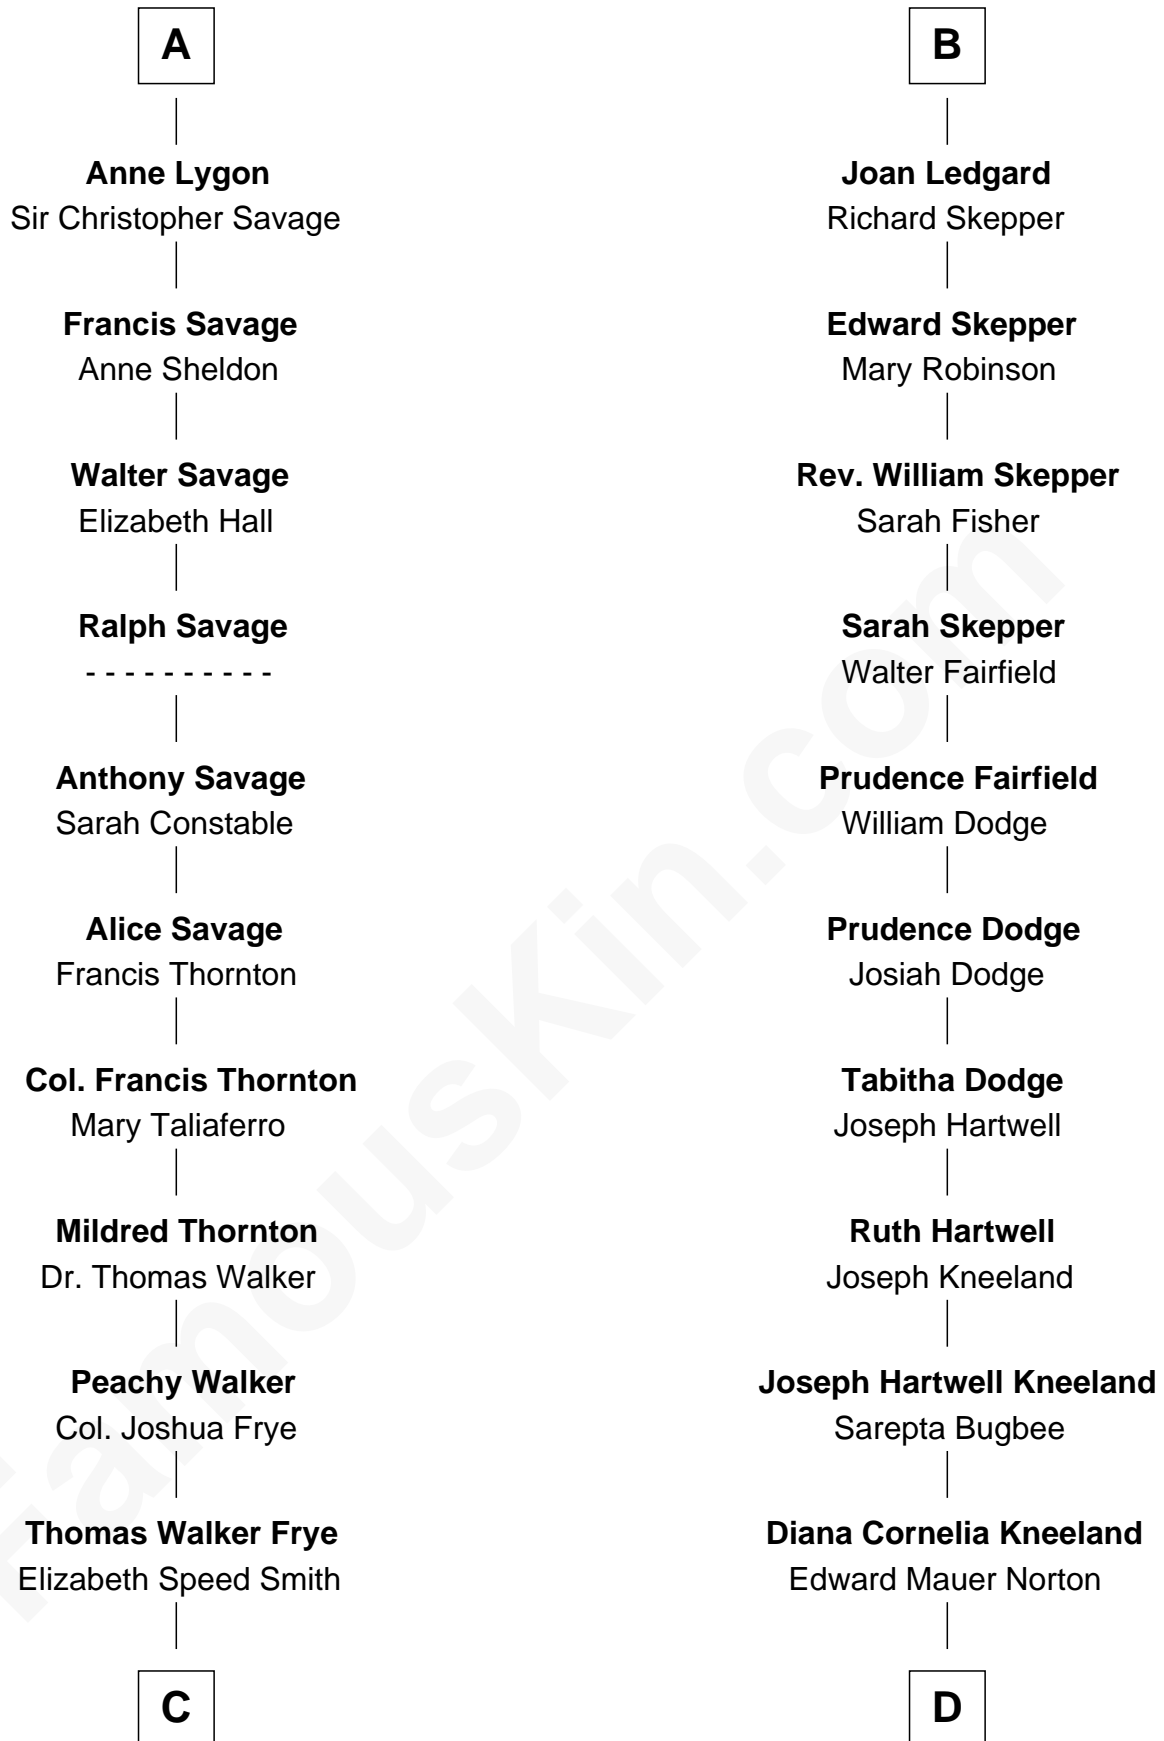 A
Anne Lygon
Sir Christopher Savage
Francis Savage
Anne Sheldon
Walter Savage
Elizabeth Hall
Ralph Savage
- - - - - - - - - -
Anthony Savage
Sarah Constable
Alice Savage
Francis Thornton
Col. Francis Thornton
Mary Taliaferro
Mildred Thornton
Dr. Thomas Walker
Peachy Walker
Col. Joshua Frye
Thomas Walker Frye
Elizabeth Speed Smith
C
B
Joan Ledgard
Richard Skepper
Edward Skepper
Mary Robinson
Rev. William Skepper
Sarah Fisher
Sarah Skepper
Walter Fairfield
Prudence Fairfield
William Dodge
Prudence Dodge
Josiah Dodge
Tabitha Dodge
Joseph Hartwell
Ruth Hartwell
Joseph Kneeland
Joseph Hartwell Kneeland
Sarepta Bugbee
Diana Cornelia Kneeland
Edward Mauer Norton
D
FamousKin.com